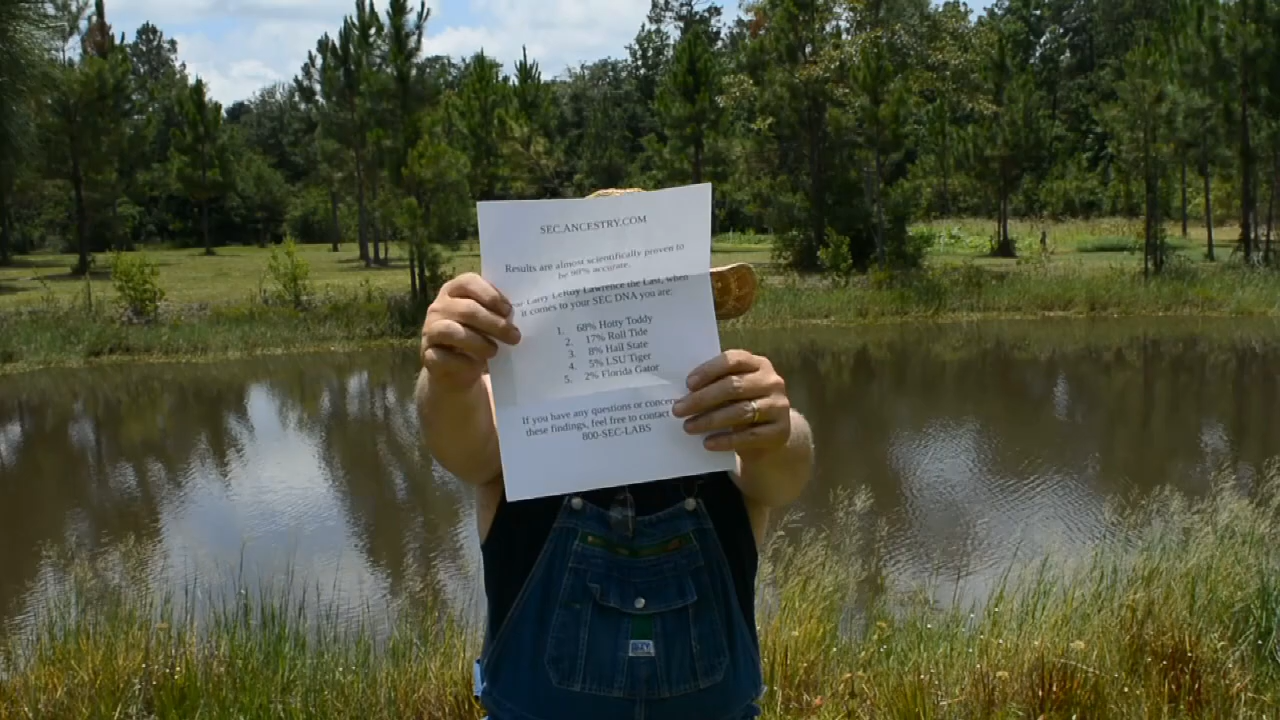 SEC.ANCESTRY.COM
Results are almost scientifically proven to
be 90% accurate.
Larry LeRoy Lawrence the Last, when
it comes to your SEC DNA you are:
1. 68% Hotty Toddy
2. 17% Roll Tide
3. 8% Hail State
4. 5% LSU Tiger
5. 2% Florida Gator
If you have any questions or concerns
these findings, feel free to contact
800-SEC-LABS